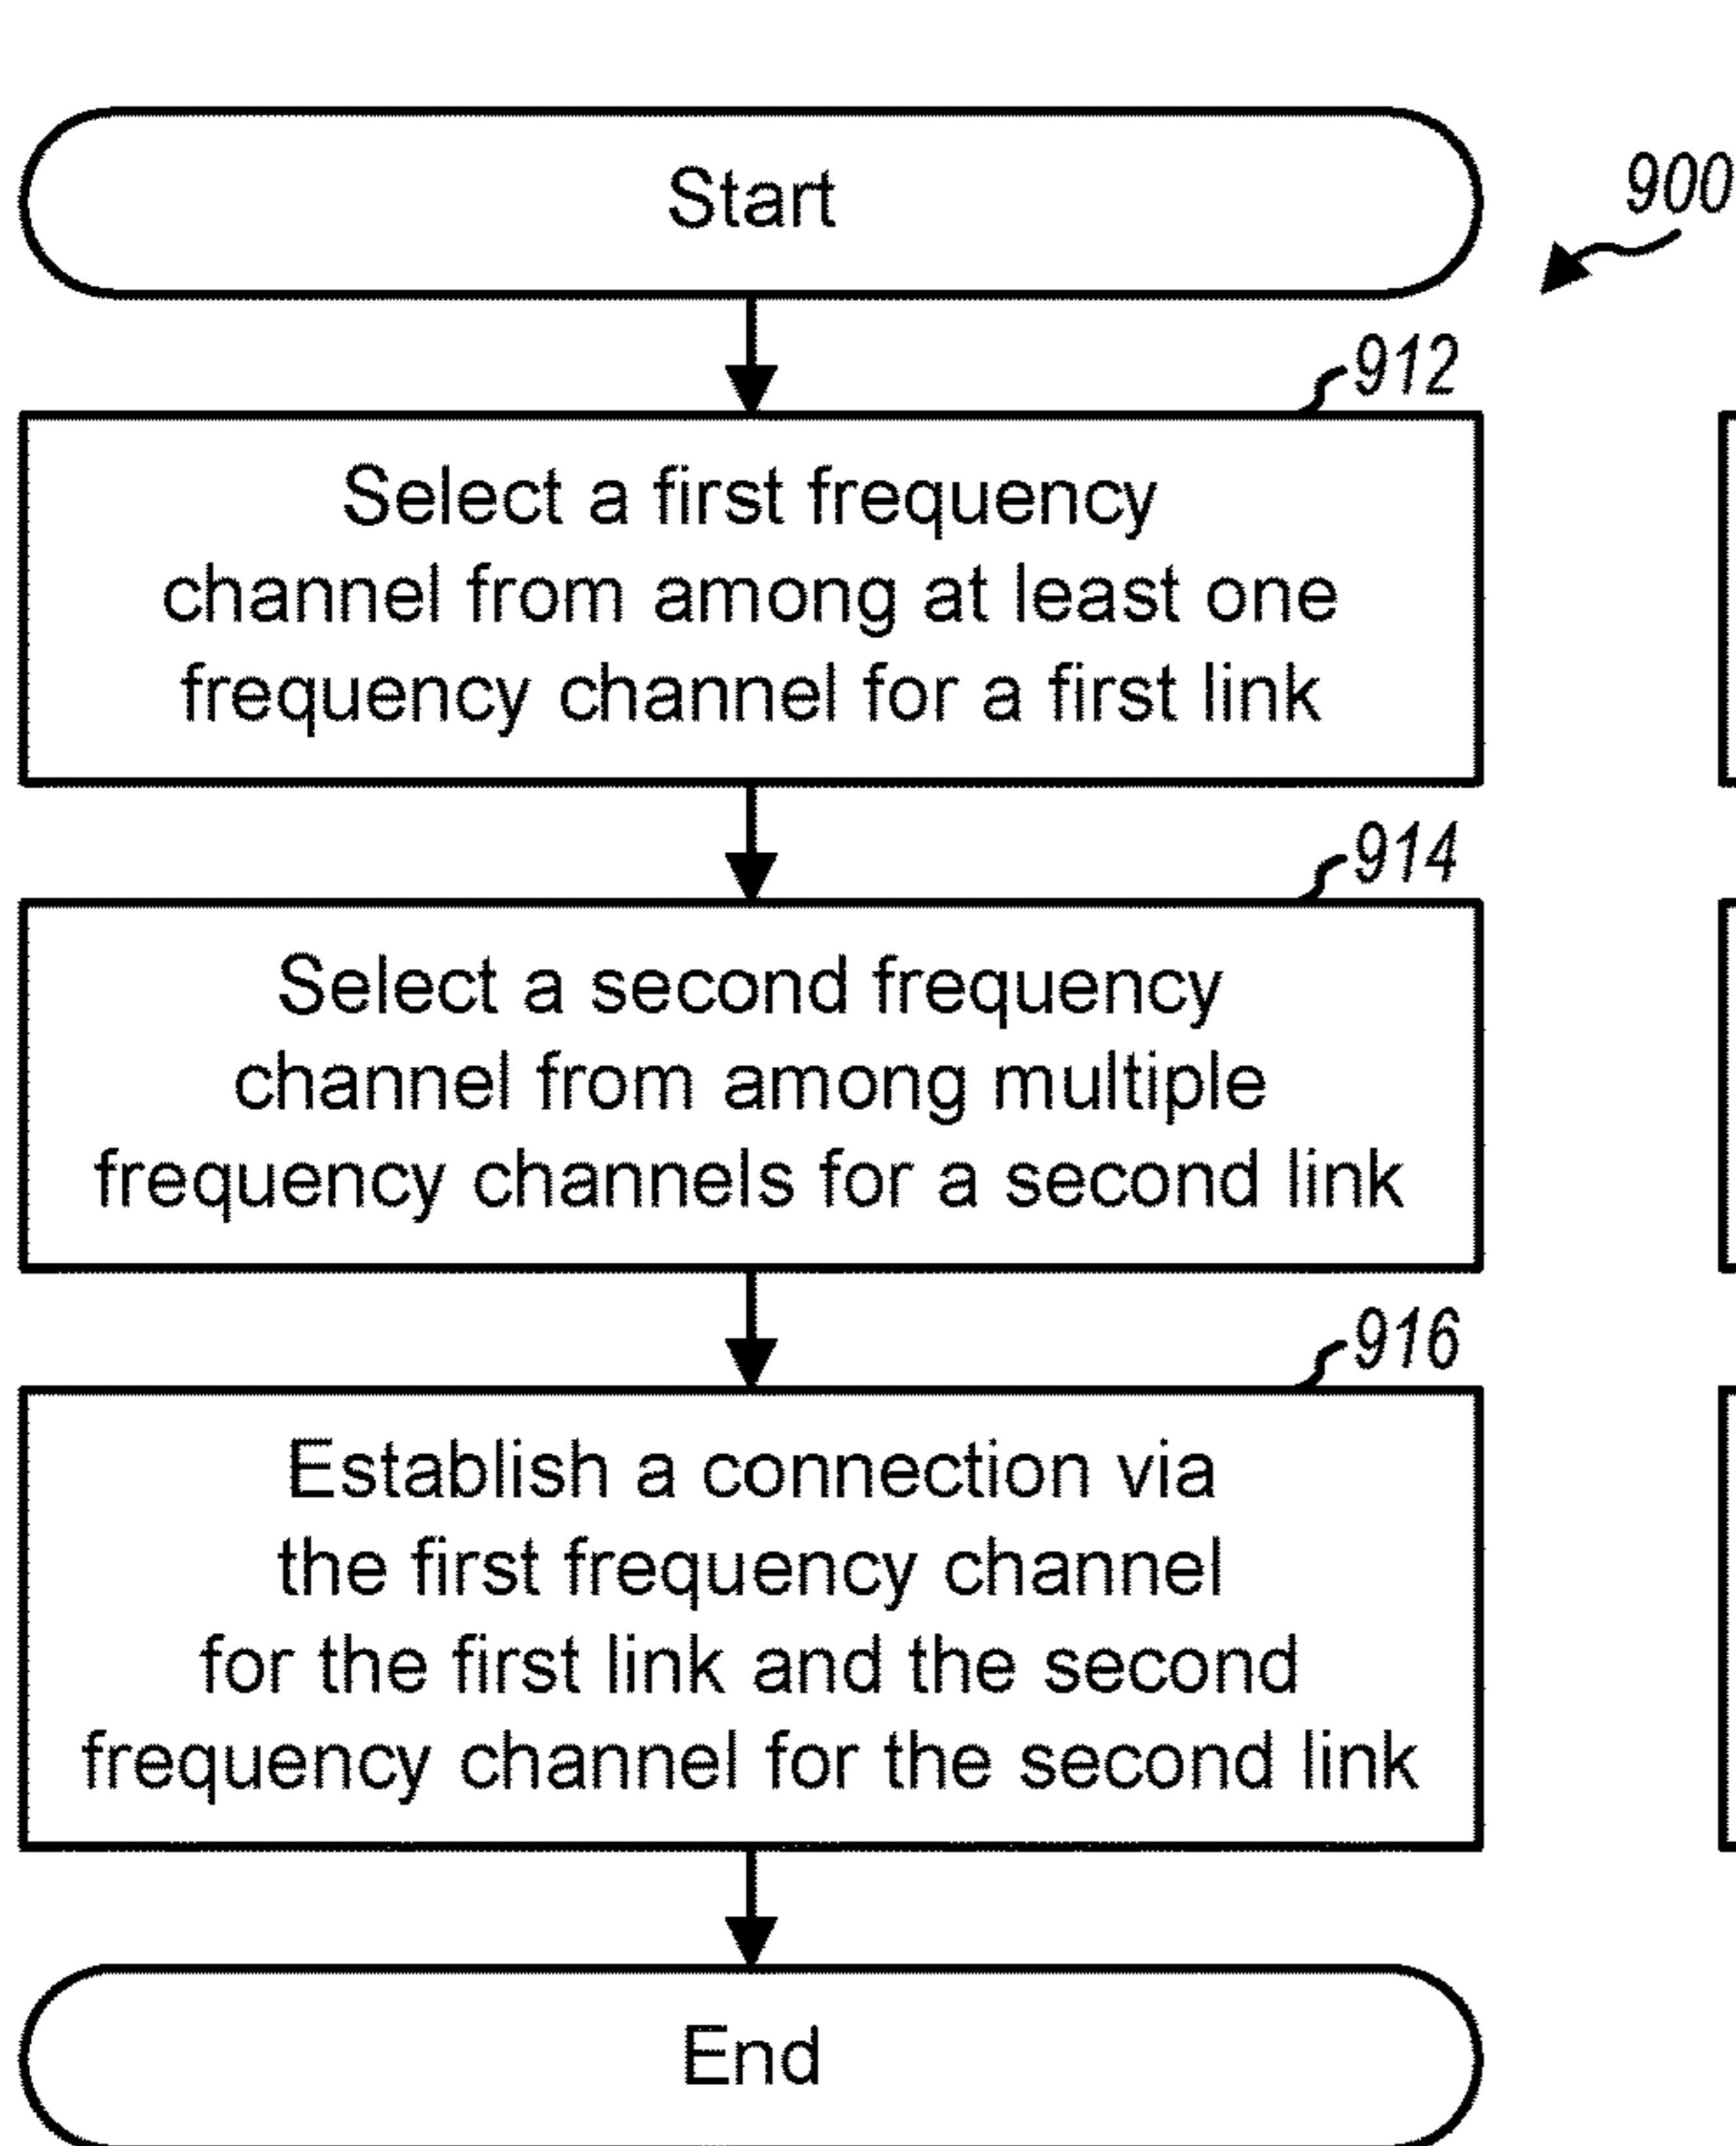 Start
900
912
Select a first frequency
channel from among at least one
frequency channel for a first link
914
Select a second frequency
channel from among multiple
frequency channels for a second link
916
Establish a connection via
the first frequency channel
for the first link and the second
frequency channel for the second link
End